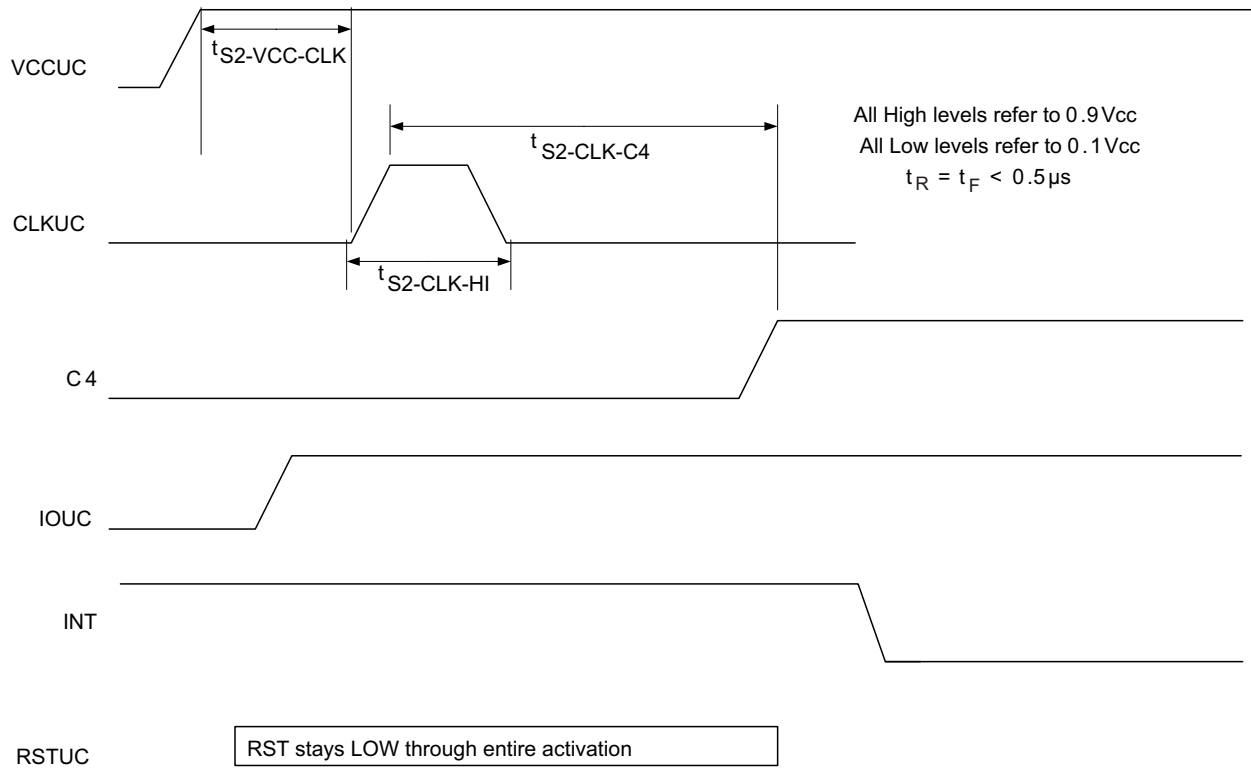 tS2-VCC-CLK
VCCUC
All High levels refer to 0.9Vcc
All Low levels refer to 0.1Vcc
tR = tF < 0.5µs
tS2-CLK-C4
CLKUC
tS2-CLK-HI
C4
IOUC
INT
RST stays LOW through entire activation
RSTUC